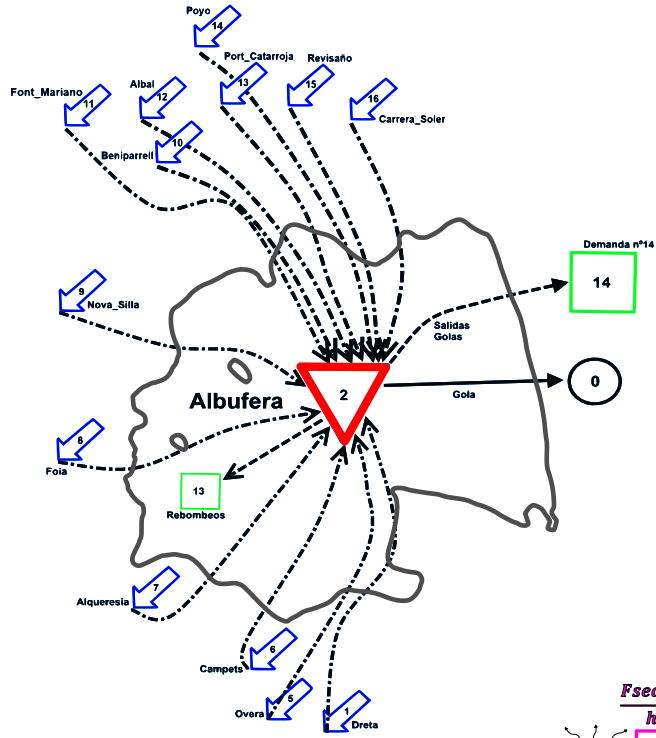 Poyo
14
Port_Catarroja
13
Revisaño
15
Font_Mariano
11
Albal
12
16
Carrera_Soler
10
Beniparrell
Demanda nº14
14
9
Nova_Silla
Salidas
Golas
2
0
Gola
Albufera
8
Foia
13
Rebombeos
7
Alqueresia
6
Campets
5
Overa
1
Dreta